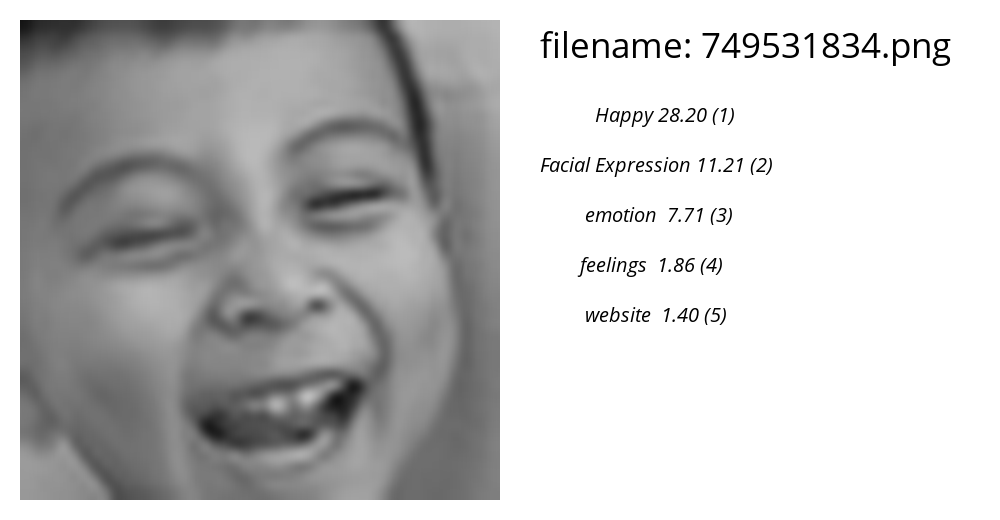 filename: 749531834.png
Happy 28.20 (1)
Facial Expression 11.21 (2)
emotion 7.71 (3)
feelings 1.86 (4)
website 1.40 (5)